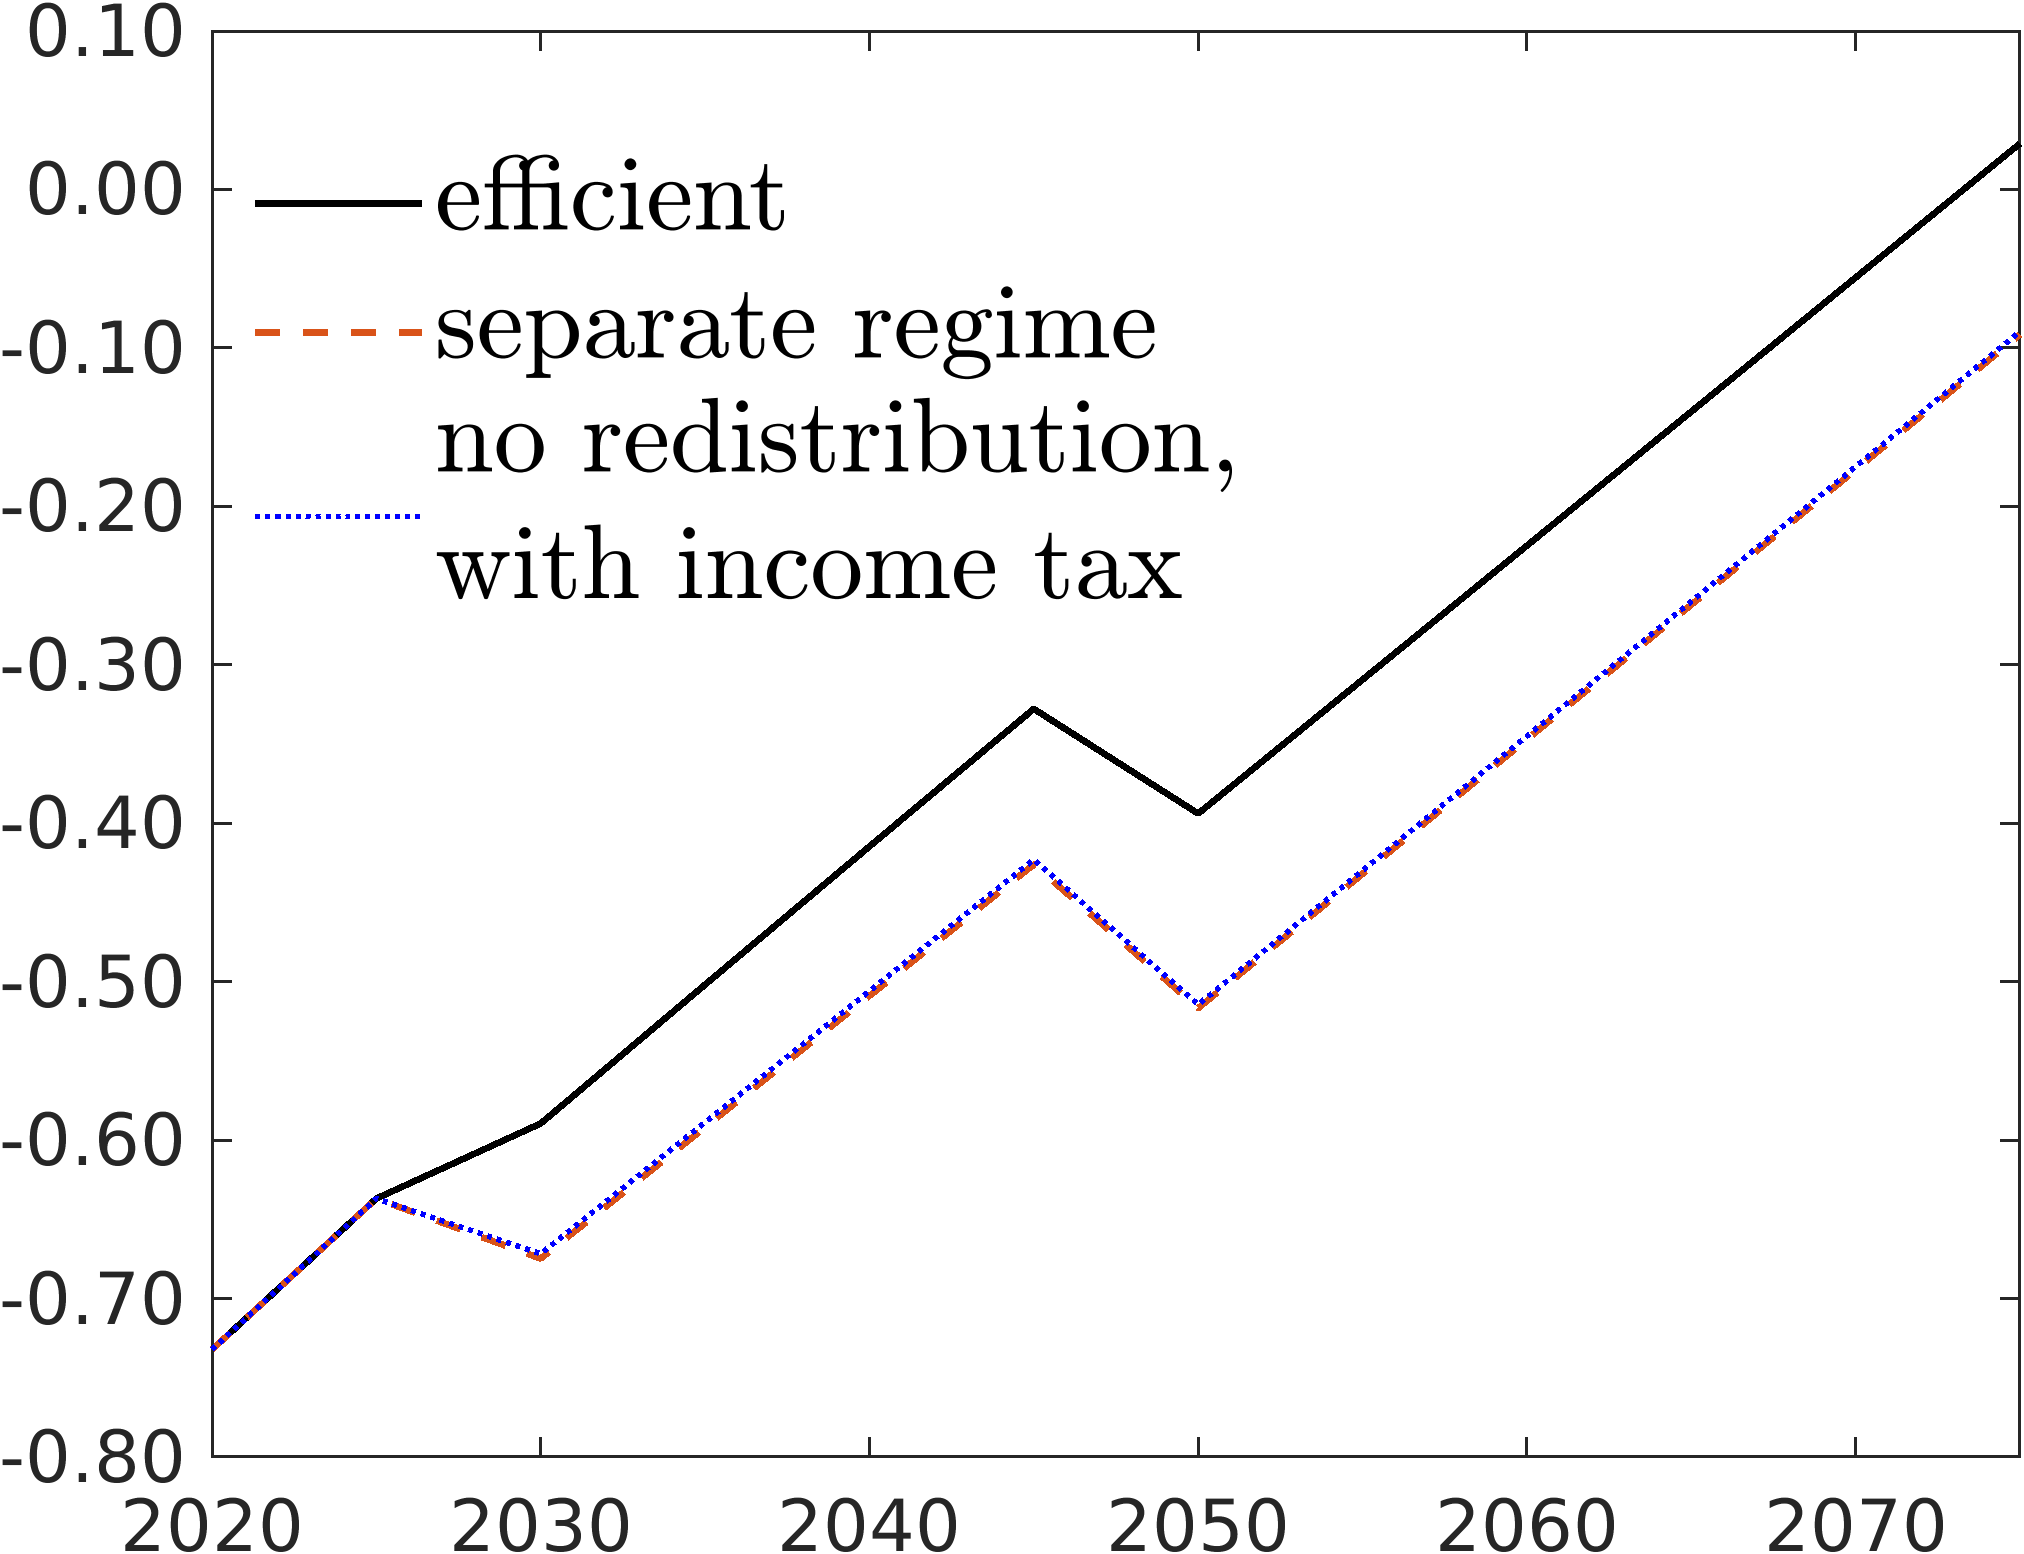 0.10
0.00
-0.10
-0.20
-0.30
-0.40
-0.50
-0.60
-0.70
-0.80
efficient
separate regime
no redistribution,
with income tax
2020 2030 2040 2050 2060 2070